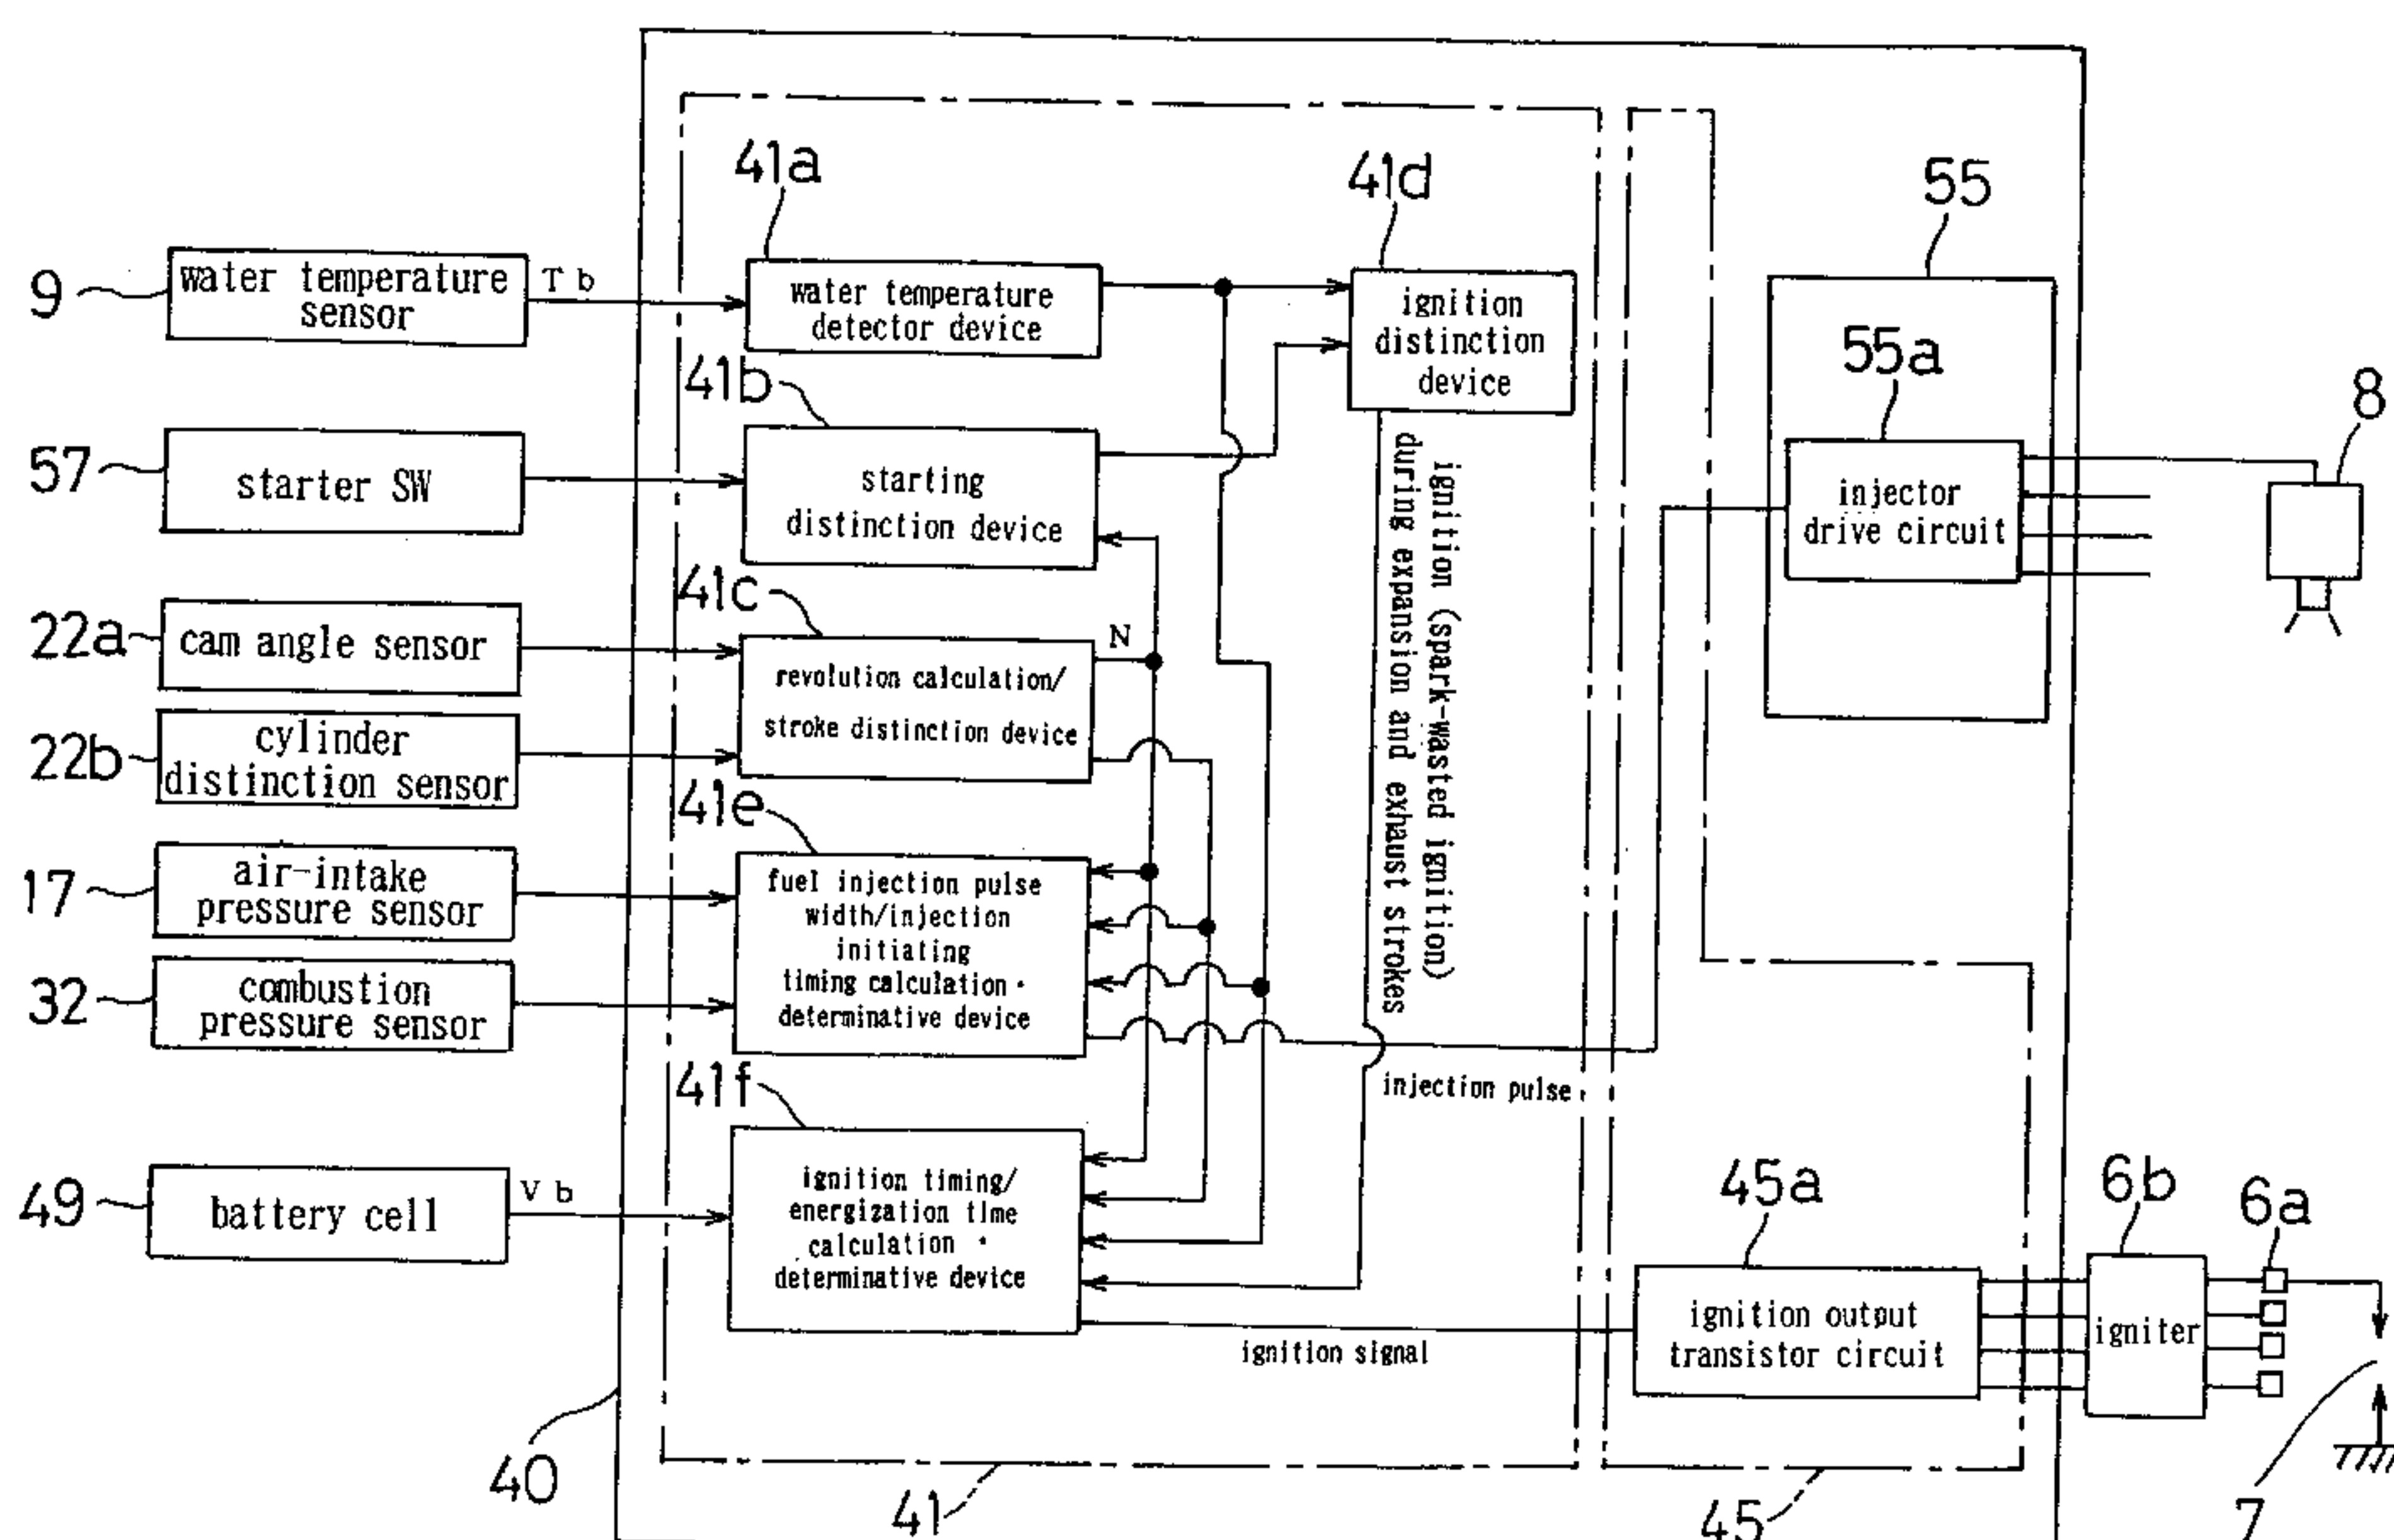 41a
41d
55
9
water temperature
sensor
T b
water temperature
detector device
ignition
distinction
device
55a
8
41b
57
starter SW
starting
distinction device
ignition (spark-wasted ignition)
during expansion and exhaust strokes
injector
drive circuit
41c
22a
cam angle sensor
N
revolution calculation/
stroke distinction device
22b
cylinder
distinction sensor
41e
17
air-intake
pressure sensor
fuel injection pulse
width/injection
initiating
timing calculation ·
determinative device
32
combustion
pressure sensor
injection pulse
41f
49
battery cell
V b
ignition timing/
energization tIme
calculation ·
determinative device
45a
6b
6a
ignition output
transistor circuit
igniter
ignition signal
40
41
45
7